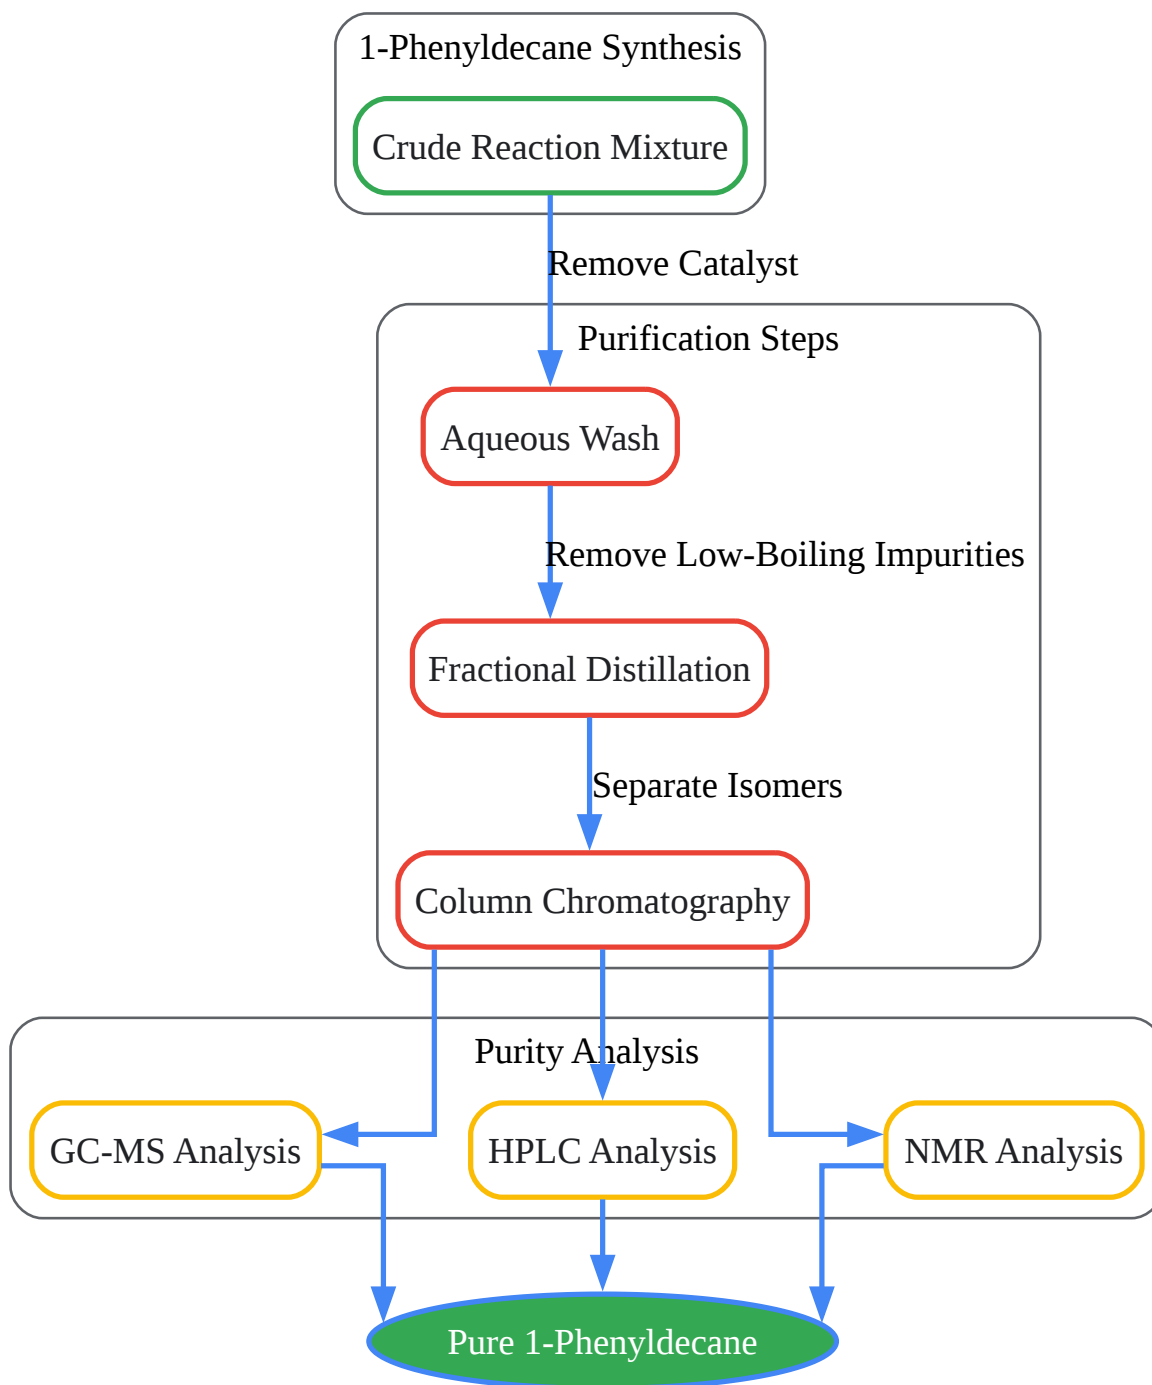 1-Phenyldecane Synthesis
Crude Reaction Mixture
Remove Catalyst
Purification Steps
Aqueous Wash
Remove Low-Boiling Impurities
Fractional Distillation
Separate Isomers
Column Chromatography
Purity Analysis
GC-MS Analysis
HPLC Analysis
NMR Analysis
Pure 1-Phenyldecane